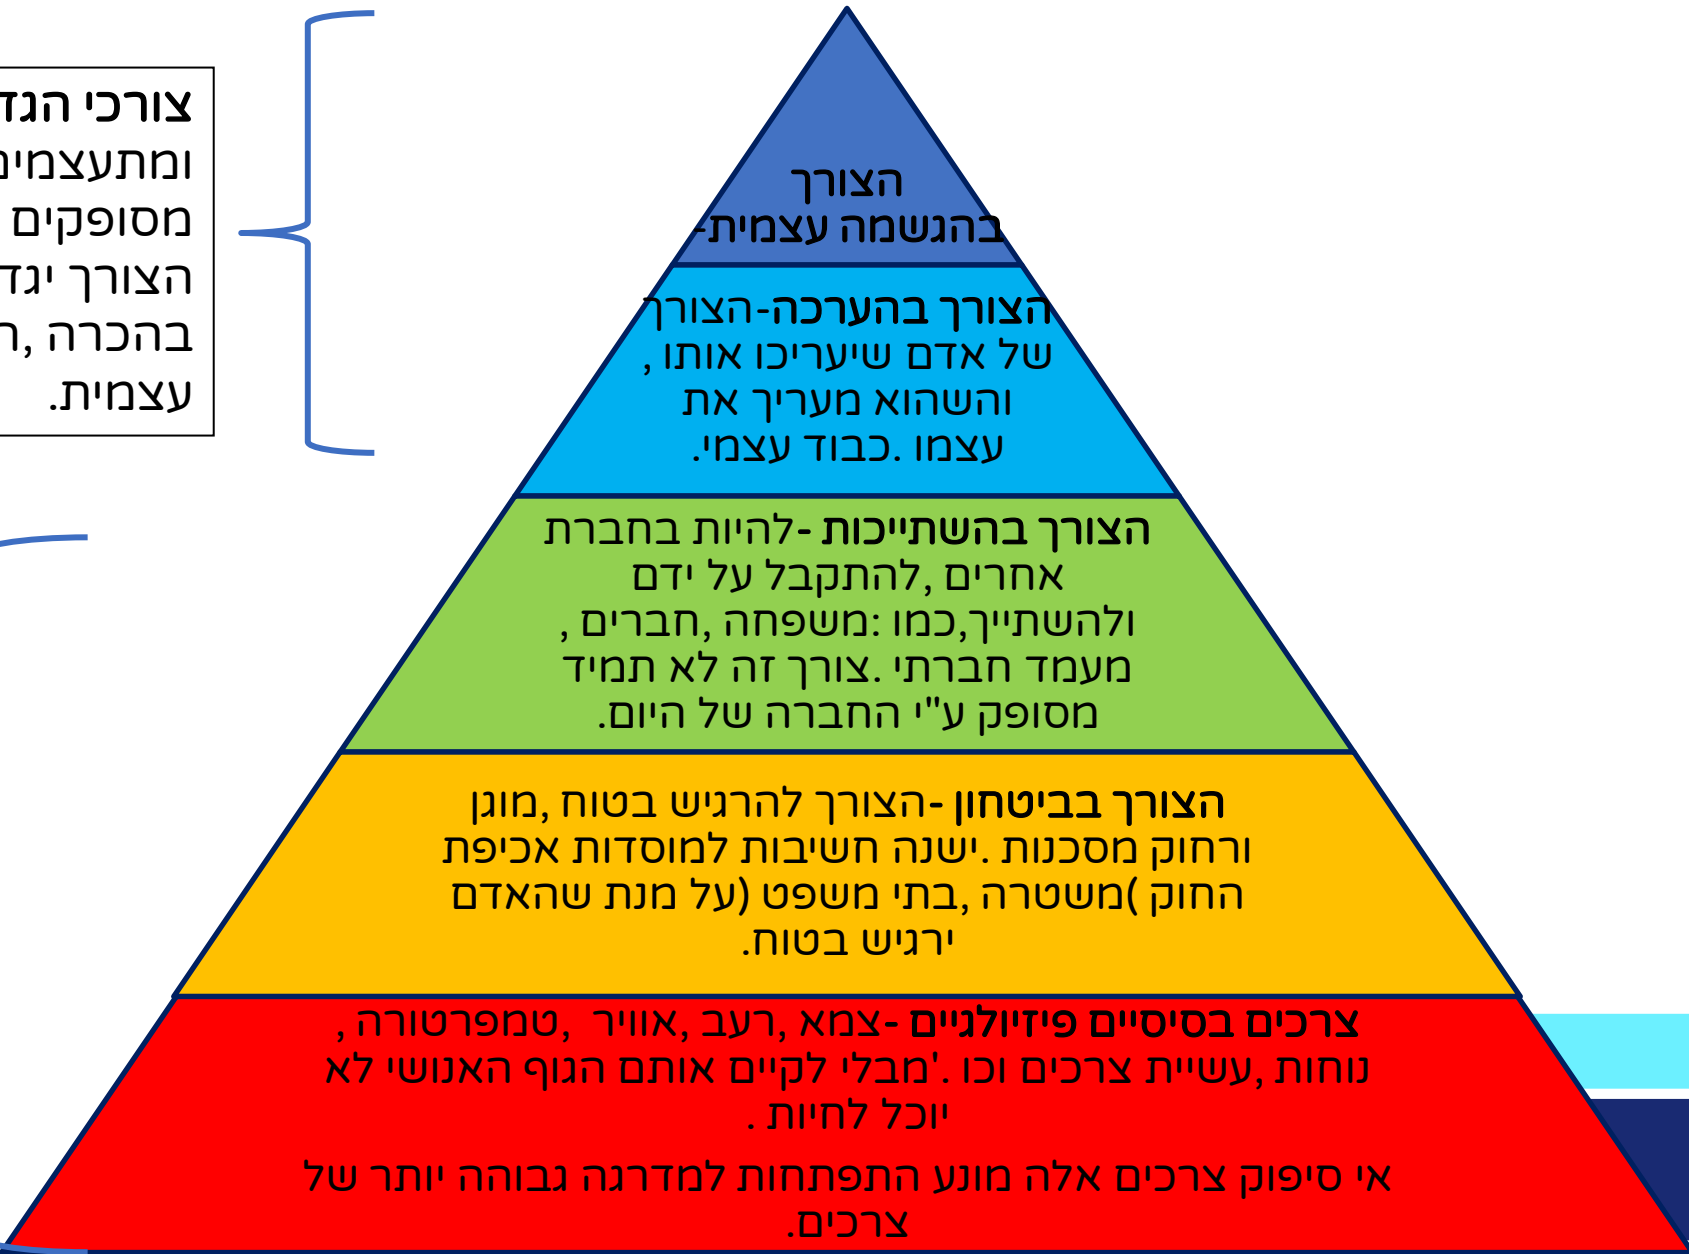 צורכי הגד
ומתעצמים
מסופקים
הצורך יגד
בהכרה ,ה
עצמית.
הצורך
בהגשמה עצמית-
הצורך בהערכה-הצורך
של אדם שיעריכו אותו ,
והשהוא מעריך את
עצמו .כבוד עצמי.
הצורך בהשתייכות -להיות בחברת
אחרים ,להתקבל על ידם
ולהשתייך,כמו :משפחה ,חברים ,
מעמד חברתי .צורך זה לא תמיד
מסופק ע"י החברה של היום.
הצורך בביטחון -הצורך להרגיש בטוח ,מוגן
ורחוק מסכנות .ישנה חשיבות למוסדות אכיפת
החוק )משטרה ,בתי משפט (על מנת שהאדם
ירגיש בטוח.
צרכים בסיסיים פיזיולגיים -צמא ,רעב ,אוויר ,טמפרטורה ,
נוחות ,עשיית צרכים וכו .'מבלי לקיים אותם הגוף האנושי לא
יוכל לחיות .
אי סיפוק צרכים אלה מונע התפתחות למדרגה גבוהה יותר של
צרכים.